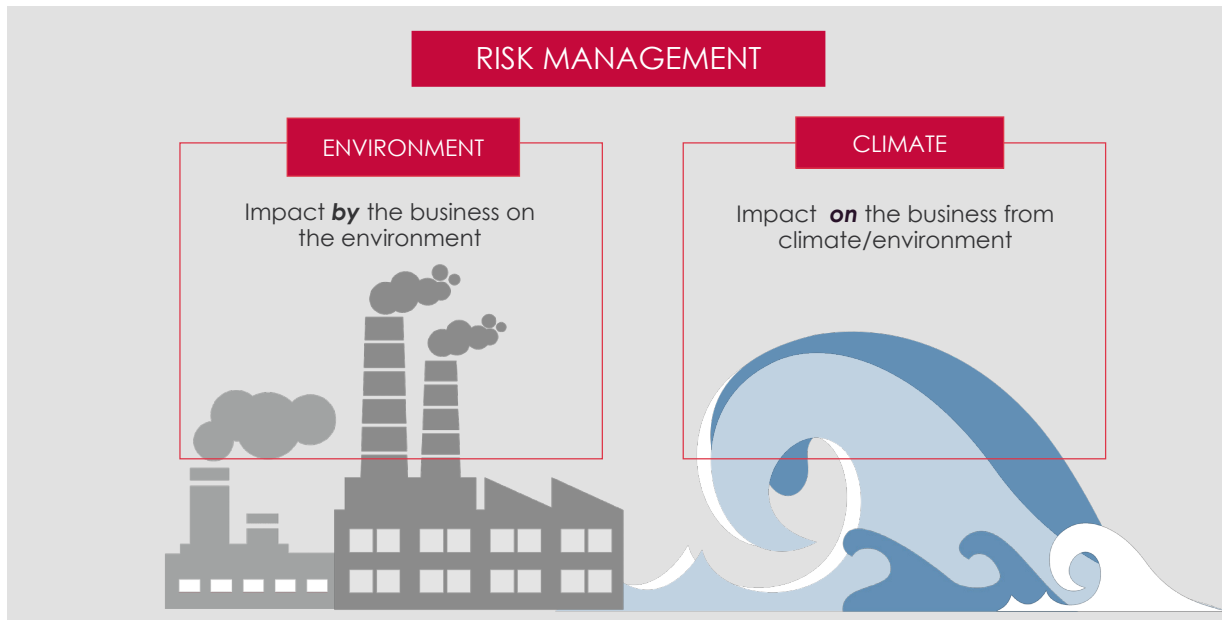 RISK MANAGEMENT
ENVIRONMENT
Impact by the business on
the environment
CLIMATE
Impact on the business from
climate/environment